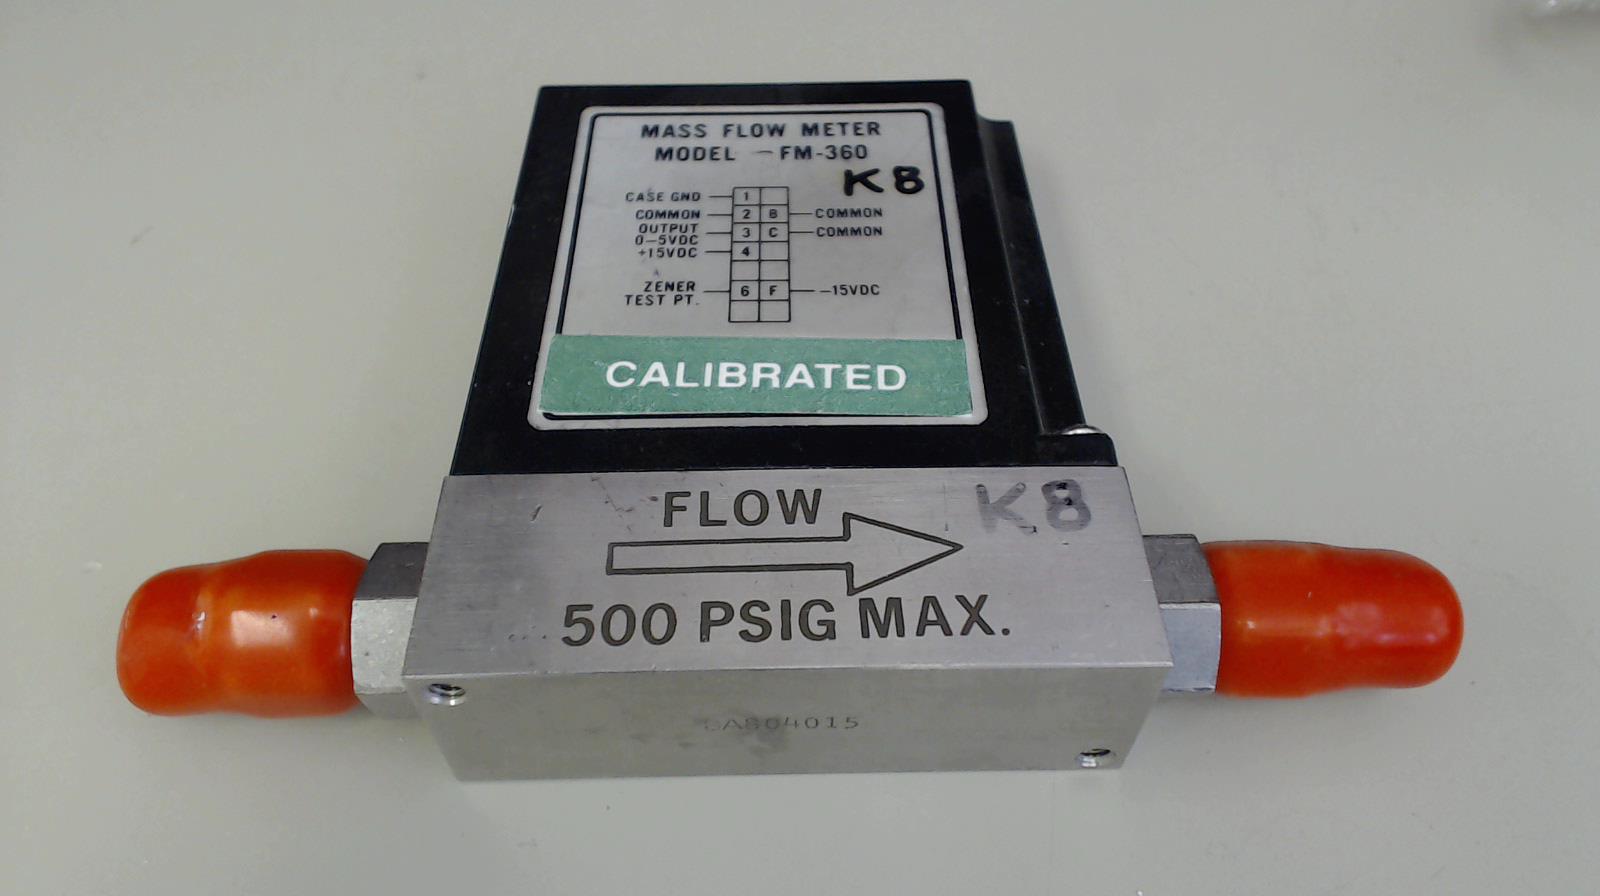 MASS FLOW METER
MODEL — FM-360
K8
CASE GND 1
COMMON 2 B COMMON
OUTPUT 3 C COMMON
0-5VDC
+15VDC 4
ZENER 6 F -15VDC
TEST PT.
CALIBRATED
FLOW K8
500 PSIG MAX.